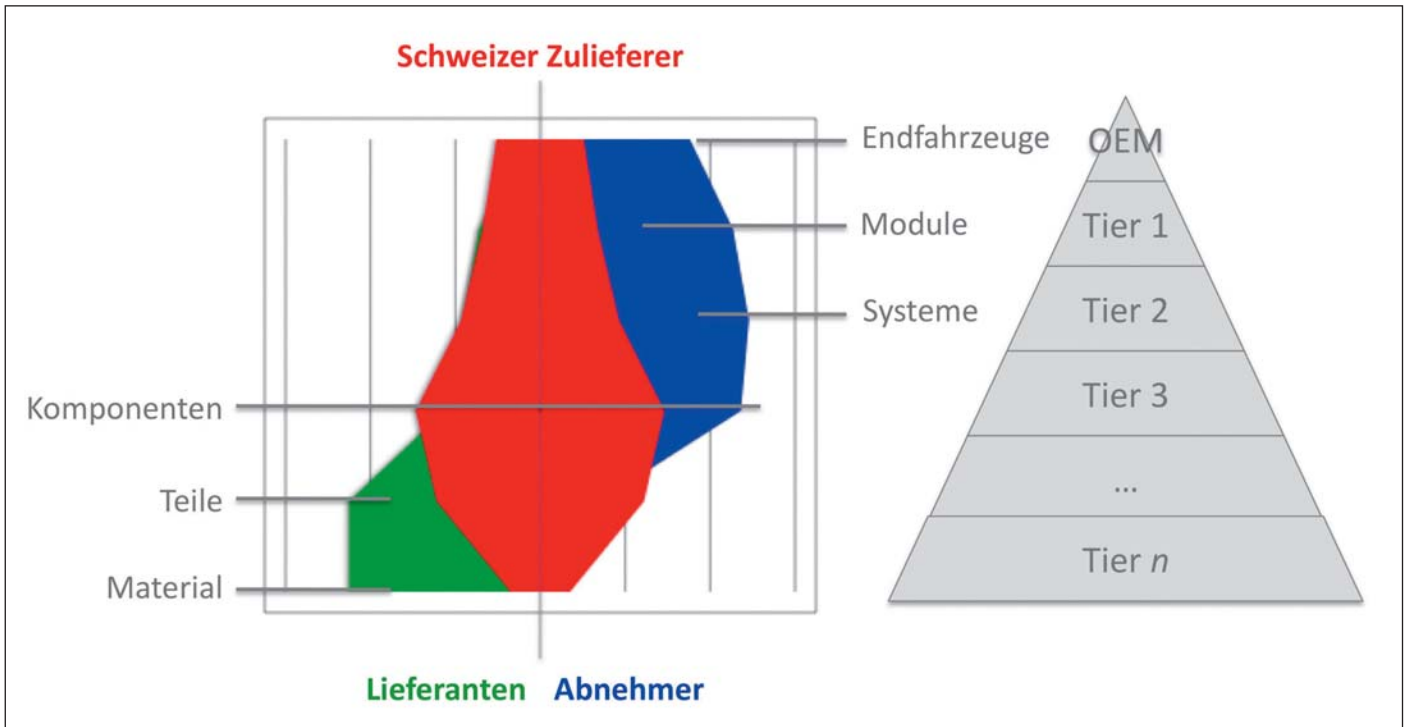 Schweizer Zulieferer
Endfahrzeuge
Module
Systeme
Komponenten
Teile
Material
Lieferanten Abnehmer
OEM
Tier 1
Tier 2
Tier 3
...
Tier n